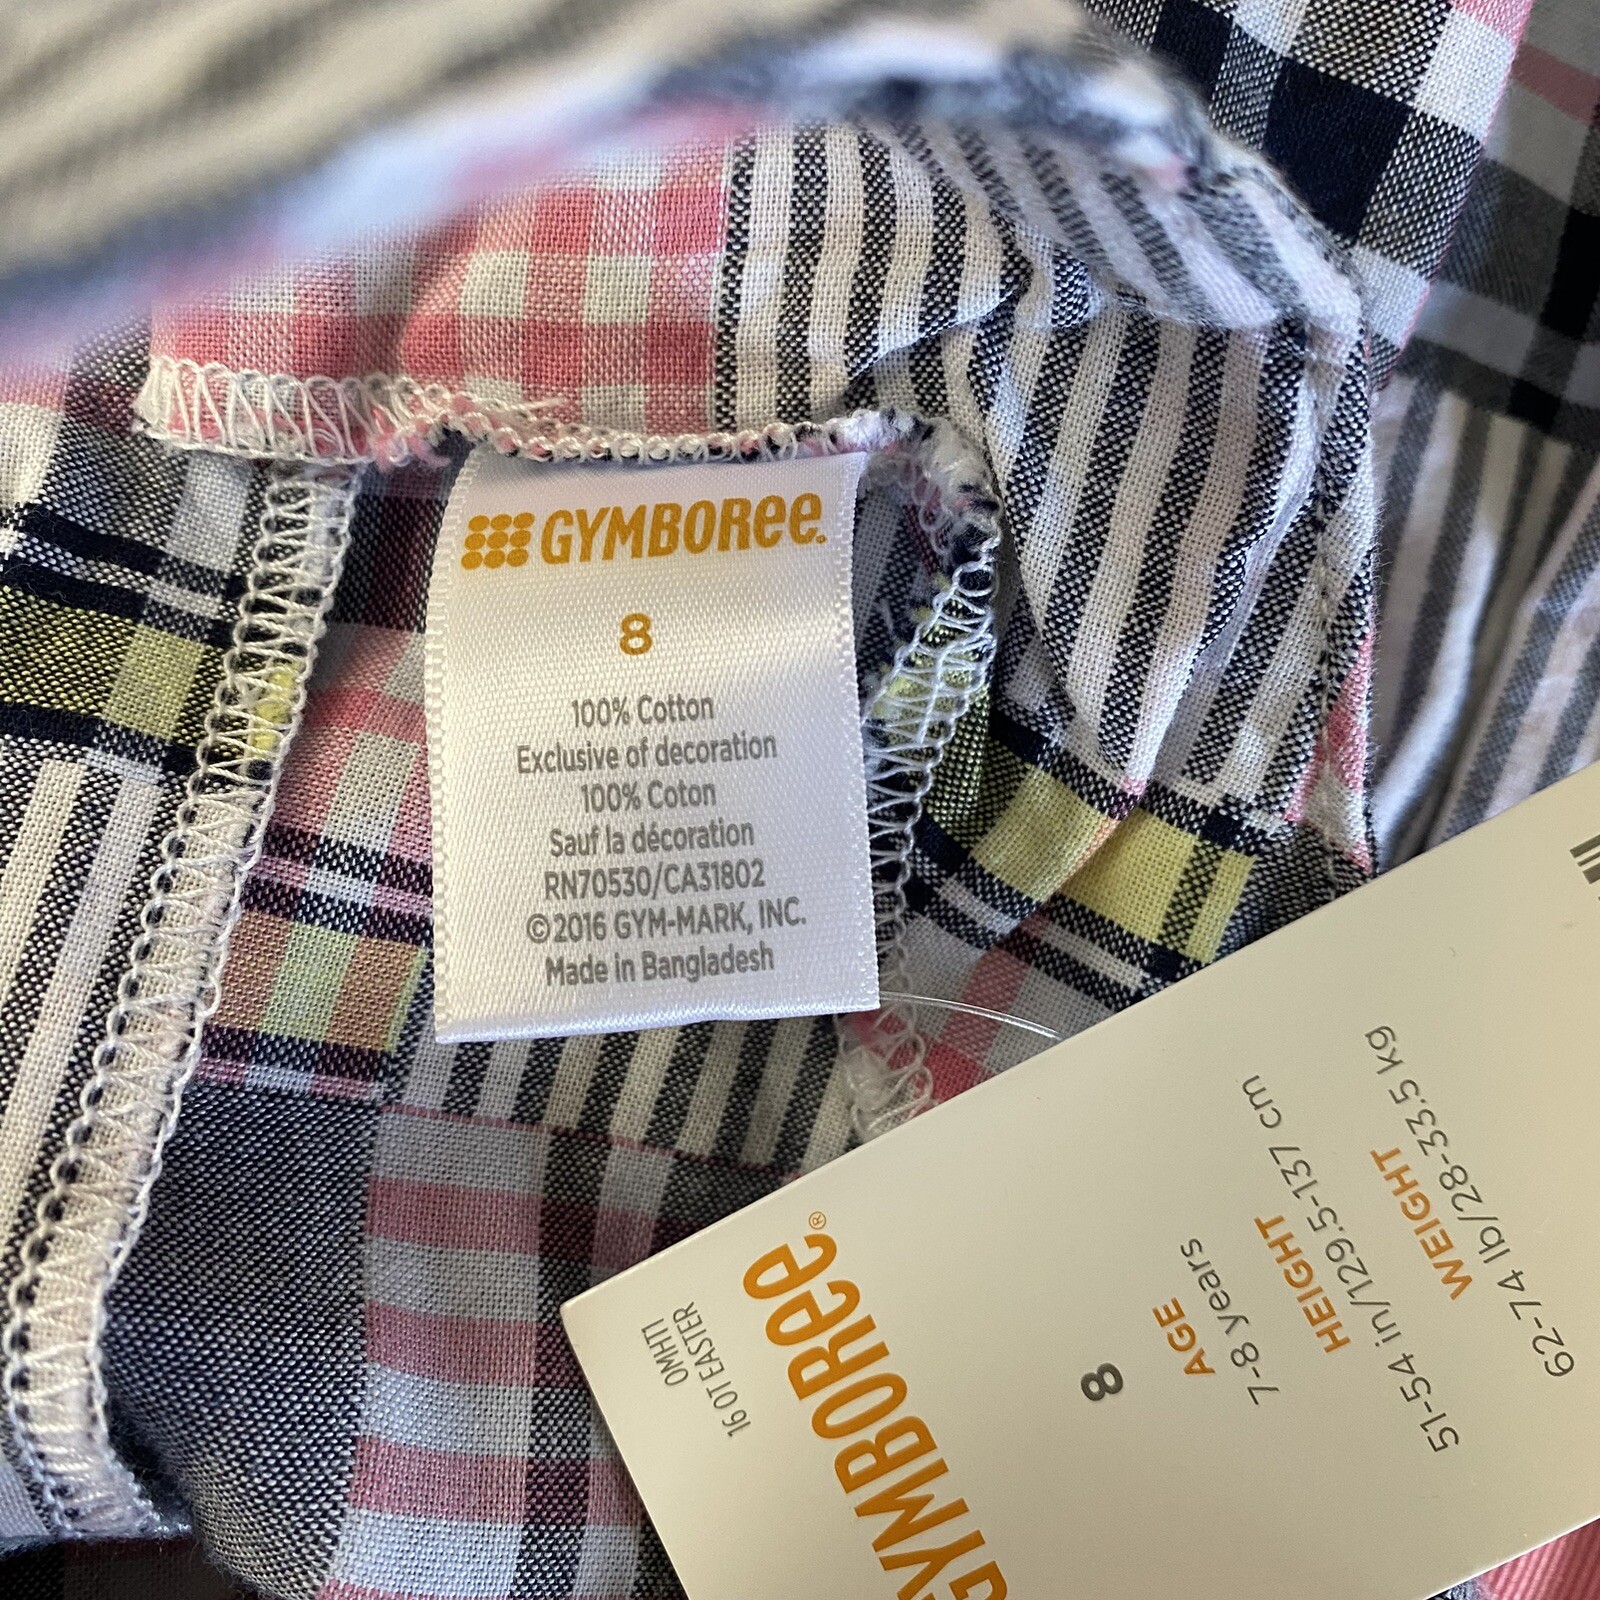 GYMBOREE.
8
100% Cotton
Exclusive of decoration
100% Coton
Sauf la décoration
RN70530/CA31802
©2016 GYM-MARK, INC.
Made in Bangladesh
OMHTI
16 OT EASTER
GYMBOREE®
8
AGE
7-8 years
HEIGHT
51-54 in/129.5-137 cm
WEIGHT
62-74 lb/28-33.5 kg